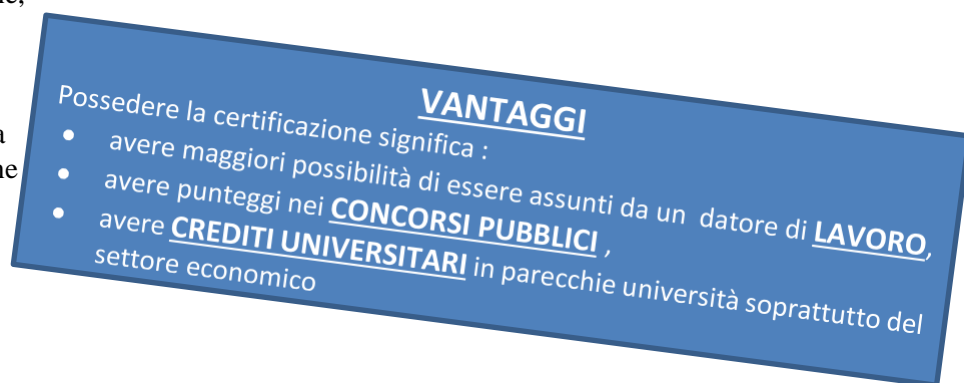 e,
VANTAGGI
Possedere la certificazione significa :
• avere maggiori possibilità di essere assunti da un datore di LAVORO,
• avere punteggi nei CONCORSI PUBBLICI ,
• avere CREDITI UNIVERSITARI in parecchie università soprattutto del
settore economico
a
ne